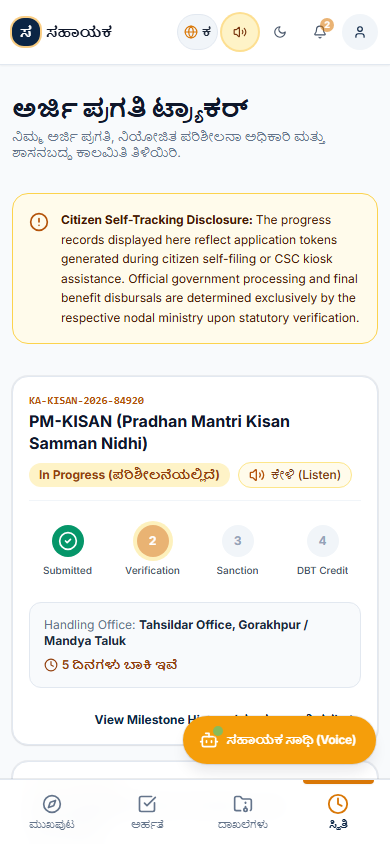 ಸ ಸಹಾಯಕ ಕ 2
ಅರ್ಜಿ ಪ್ರಗತಿ ಟ್ರ್ಯಾಕರ್
ನಿಮ್ಮ ಅರ್ಜಿ ಪ್ರಗತಿ, ನಿಯೋಜಿತ ಪರಿಶೀಲನಾ ಅಧಿಕಾರಿ ಮತ್ತು
ಶಾಸನಬದ್ಧ ಕಾಲಮಿತಿ ತಿಳಿಯಿರಿ.
Citizen Self-Tracking Disclosure: The progress
records displayed here reflect application tokens
generated during citizen self-filing or CSC kiosk
assistance. Official government processing and final
benefit disbursals are determined exclusively by the
respective nodal ministry upon statutory verification.
KA-KISAN-2026-84920
PM-KISAN (Pradhan Mantri Kisan
Samman Nidhi)
In Progress (ಪರಿಶೀಲನೆಯಲ್ಲಿದೆ) ಕೇಳಿ (Listen)
2 3 4
Submitted Verification Sanction DBT Credit
Handling Office: Tahsildar Office, Gorakhpur /
Mandya Taluk
5 ದಿನಗಳು ಬಾಕಿ ಇವೆ
View Milestone
ಸಹಾಯಕ ಸಾಥಿ (Voice)
ಮುಖಪುಟ ಅರ್ಹತೆ ದಾಖಲೆಗಳು ಸ್ಥಿತಿ